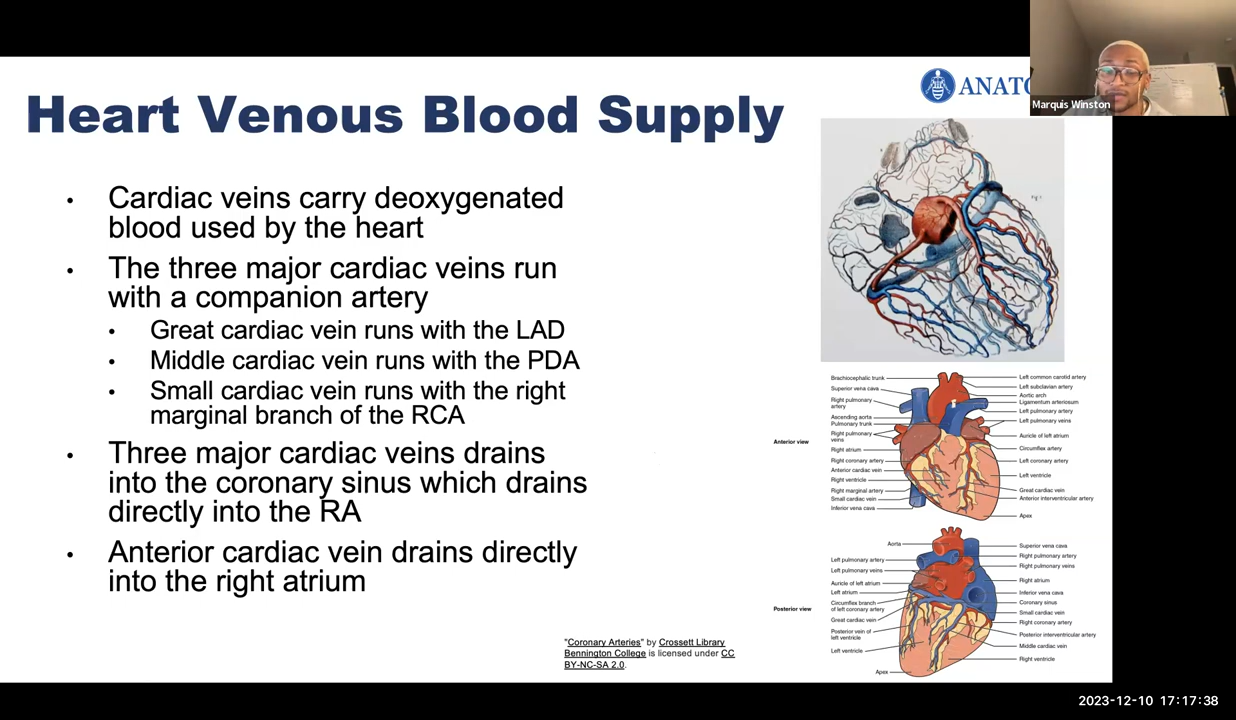 Heart Venous Blood Supply
ANATO
Marquis Winston
• Cardiac veins carry deoxygenated
blood used by the heart
• The three major cardiac veins run
with a companion artery
• Great cardiac vein runs with the LAD
• Middle cardiac vein runs with the PDA
• Small cardiac vein runs with the right
marginal branch of the RCA
• Three major cardiac veins drains
into the coronary sinus which drains
directly into the RA
• Anterior cardiac vein drains directly
into the right atrium
"Coronary Arteries" by Crossett Library
Bennington College is licensed under CC
BY-NC-SA 2.0.
Anterior view
Brachiocephalic trunk
Superior vena cava
Right pulmonary
artery
Ascending aorta
Pulmonary trunk
Right pulmonary
veins
Right atrium
Right coronary artery
Anterior cardiac vein
Right ventricle
Right marginal artery
Small cardiac vein
Inferior vena cava
Left common carotid artery
Left subclavian artery
Aortic arch
Ligamentum arteriosum
Left pulmonary artery
Left pulmonary veins
Auricle of left atrium
Circumflex artery
Left coronary artery
Left ventricle
Great cardiac vein
Anterior interventricular artery
Apex
Posterior view
Aorta
Left pulmonary artery
Left pulmonary veins
Auricle of left atrium
Left atrium
Circumflex branch
of left coronary artery
Great cardiac vein
Posterior vein of
left ventricle
Left ventricle
Apex
Superior vena cava
Right pulmonary artery
Right pulmonary veins
Right atrium
Inferior vena cava
Coronary sinus
Small cardiac vein
Right coronary artery
Posterior interventricular artery
Middle cardiac vein
Right ventricle
2023-12-10 17:17:38